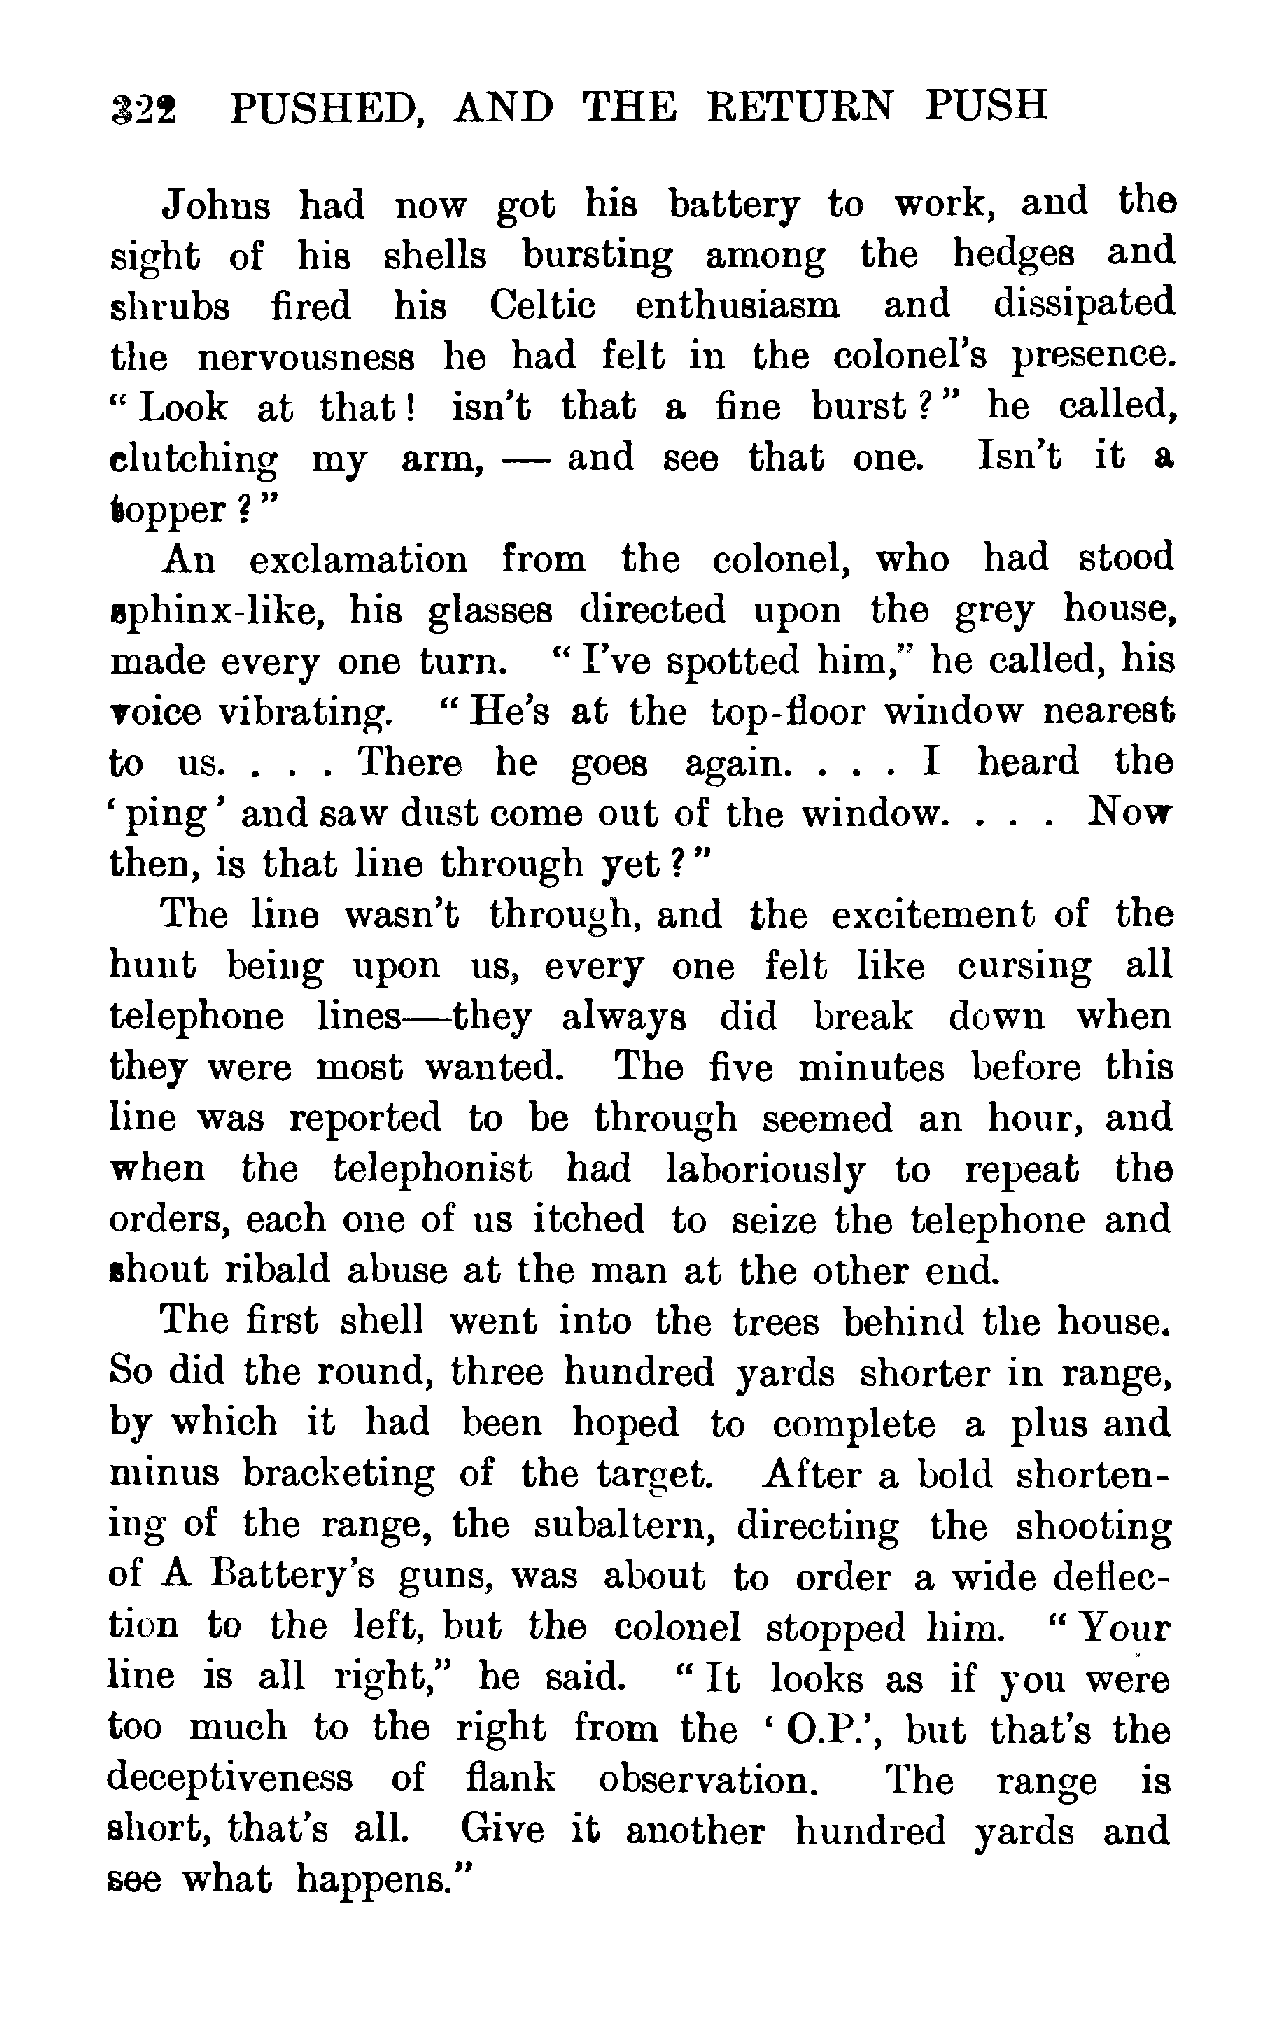 322 PUSHED, AND THE RETURN PUSH
Johns had now got his battery to work, and the
sight of his shells bursting among the hedges and
shrubs fired his Celtic enthusiasm and dissipated
the nervousness he had felt in the colonel's presence.
“ Look at that ! isn't that a fine burst ? ” he called,
clutching my arm, — and see that one. Isn't it a
topper ? ”
An exclamation from the colonel, who had stood
sphinx-like, his glasses directed upon the grey house,
made every one turn. “ I've spotted him,” he called, his
voice vibrating. “ He's at the top-floor window nearest
to us. . . . There he goes again. . . . I heard the
‘ ping ’ and saw dust come out of the window. . . . Now
then, is that line through yet ? ”
The line wasn't through, and the excitement of the
hunt being upon us, every one felt like cursing all
telephone lines—they always did break down when
they were most wanted. The five minutes before this
line was reported to be through seemed an hour, and
when the telephonist had laboriously to repeat the
orders, each one of us itched to seize the telephone and
shout ribald abuse at the man at the other end.
The first shell went into the trees behind the house.
So did the round, three hundred yards shorter in range,
by which it had been hoped to complete a plus and
minus bracketing of the target. After a bold shorten-
ing of the range, the subaltern, directing the shooting
of A Battery's guns, was about to order a wide deflec-
tion to the left, but the colonel stopped him. “ Your
line is all right,” he said. “ It looks as if you were
too much to the right from the ‘ O.P.’, but that's the
deceptiveness of flank observation. The range is
short, that's all. Give it another hundred yards and
see what happens.”